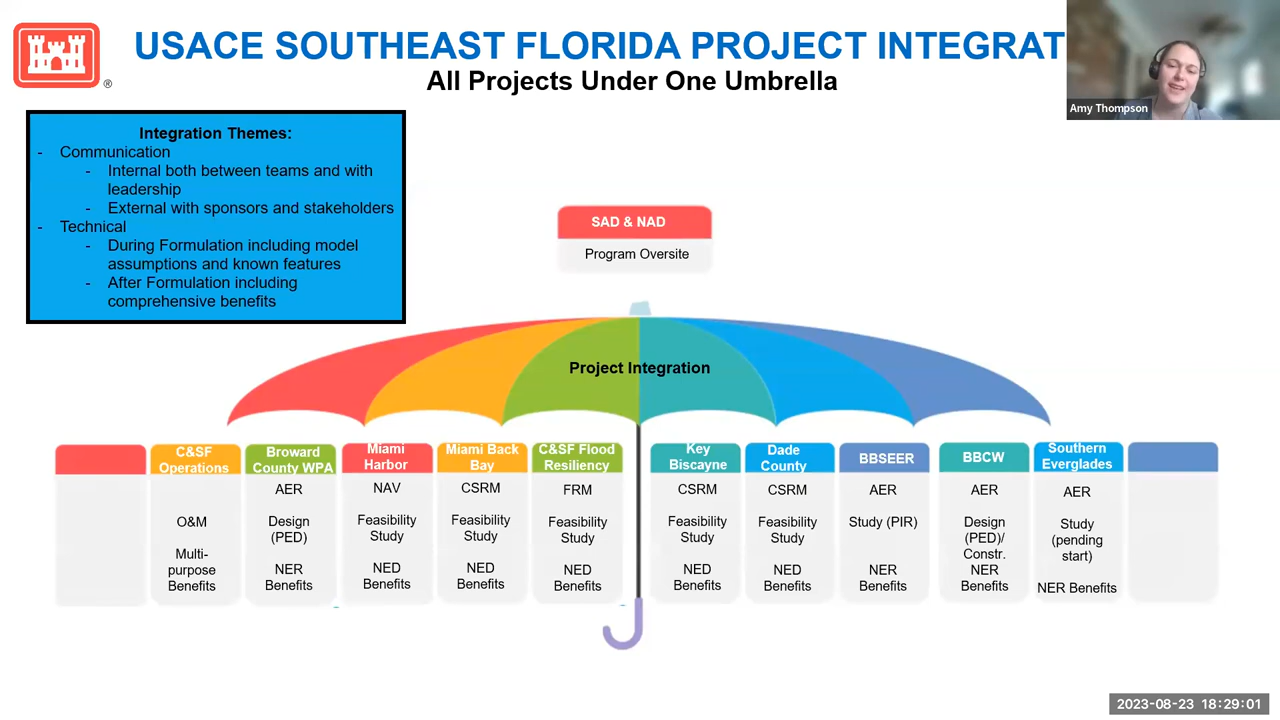 USACE SOUTHEAST FLORIDA PROJECT INTEGRAT
All Projects Under One Umbrella
®
Amy Thompson
Integration Themes:
- Communication
- Internal both between teams and with
leadership
- External with sponsors and stakeholders
- Technical
- During Formulation including model
assumptions and known features
- After Formulation including
comprehensive benefits
SAD & NAD
Program Oversite
Project Integration
C&SF
Operations
O&M
Multi-
purpose
Benefits
Broward
County WPA
AER
Design
(PED)
NER
Benefits
Miami
Harbor
NAV
Feasibility
Study
NED
Benefits
Miami Back
Bay
CSRM
Feasibility
Study
NED
Benefits
C&SF Flood
Resiliency
FRM
Feasibility
Study
NED
Benefits
Key
Biscayne
CSRM
Feasibility
Study
NED
Benefits
Dade
County
CSRM
Feasibility
Study
NED
Benefits
BBSEER
AER
Study (PIR)
NER
Benefits
BBCW
AER
Design
(PED)/
Constr.
NER
Benefits
Southern
Everglades
AER
Study
(pending
start)
NER Benefits
2023-08-23 18:29:01